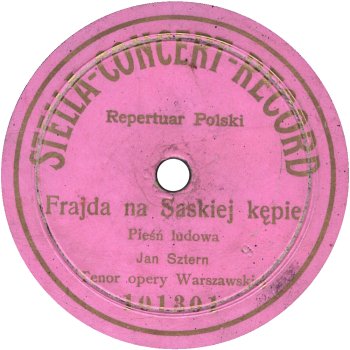 STELLA-CONCERT-RECORD
Repertuar Polski
Frajda na Saskiej kępie
Pieśń ludowa
Jan Sztern
Tenor opery Warszawskiej